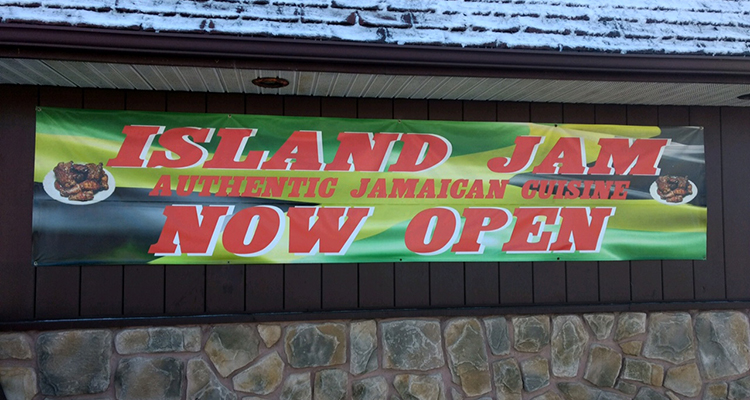 ISLAND JAM
AUTHENTIC JAMAICAN CUISINE
NOW OPEN